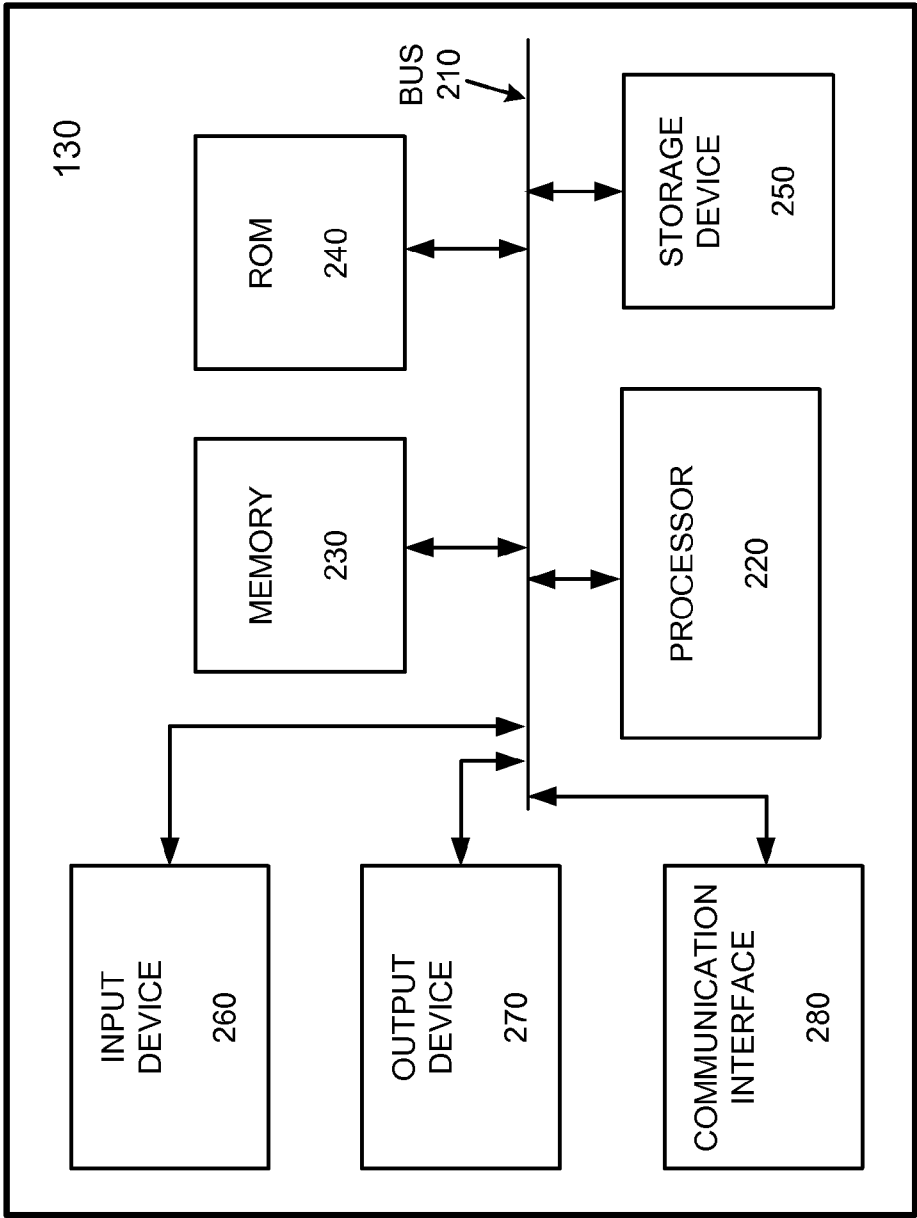 130
BUS
210
INPUT
DEVICE
260
MEMORY
230
ROM
240
OUTPUT
DEVICE
270
COMMUNICATION
INTERFACE
280
PROCESSOR
220
STORAGE
DEVICE
250